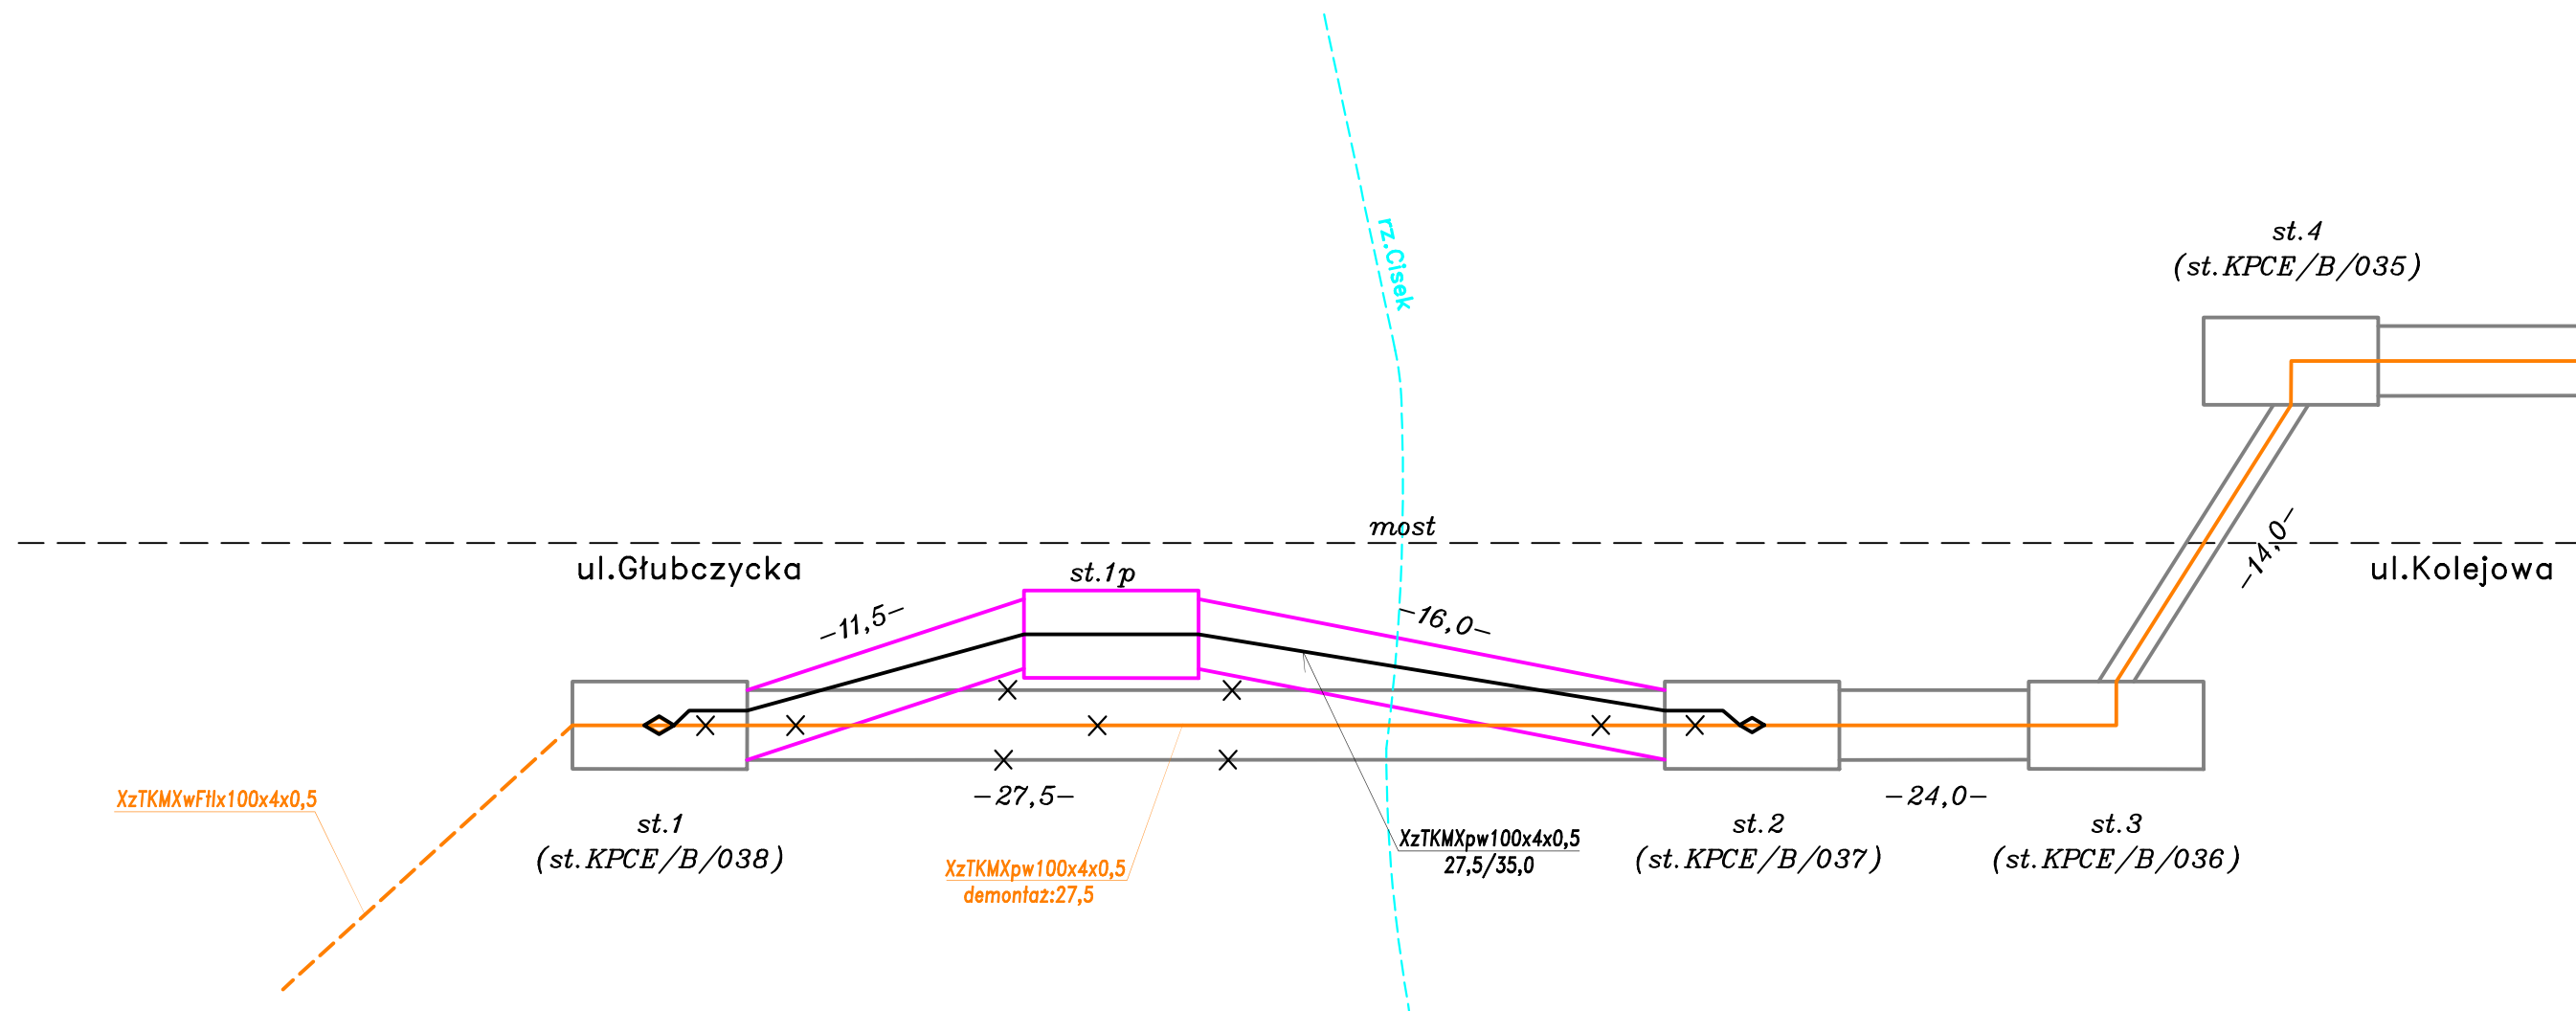 rz.Cisek
st.4
(st.KPCE/B/035)
most
ul.Głubczycka
st.1p
ul.Kolejowa
-14,0-
-11,5-
-16,0-
XzTKMXwFtlx100x4x0,5
-27,5-
-24,0-
st.1
(st.KPCE/B/038)
XzTKMXpw100x4x0,5
27,5/35,0
st.2
(st.KPCE/B/037)
st.3
(st.KPCE/B/036)
XzTKMXpw100x4x0,5
demontaż:27,5